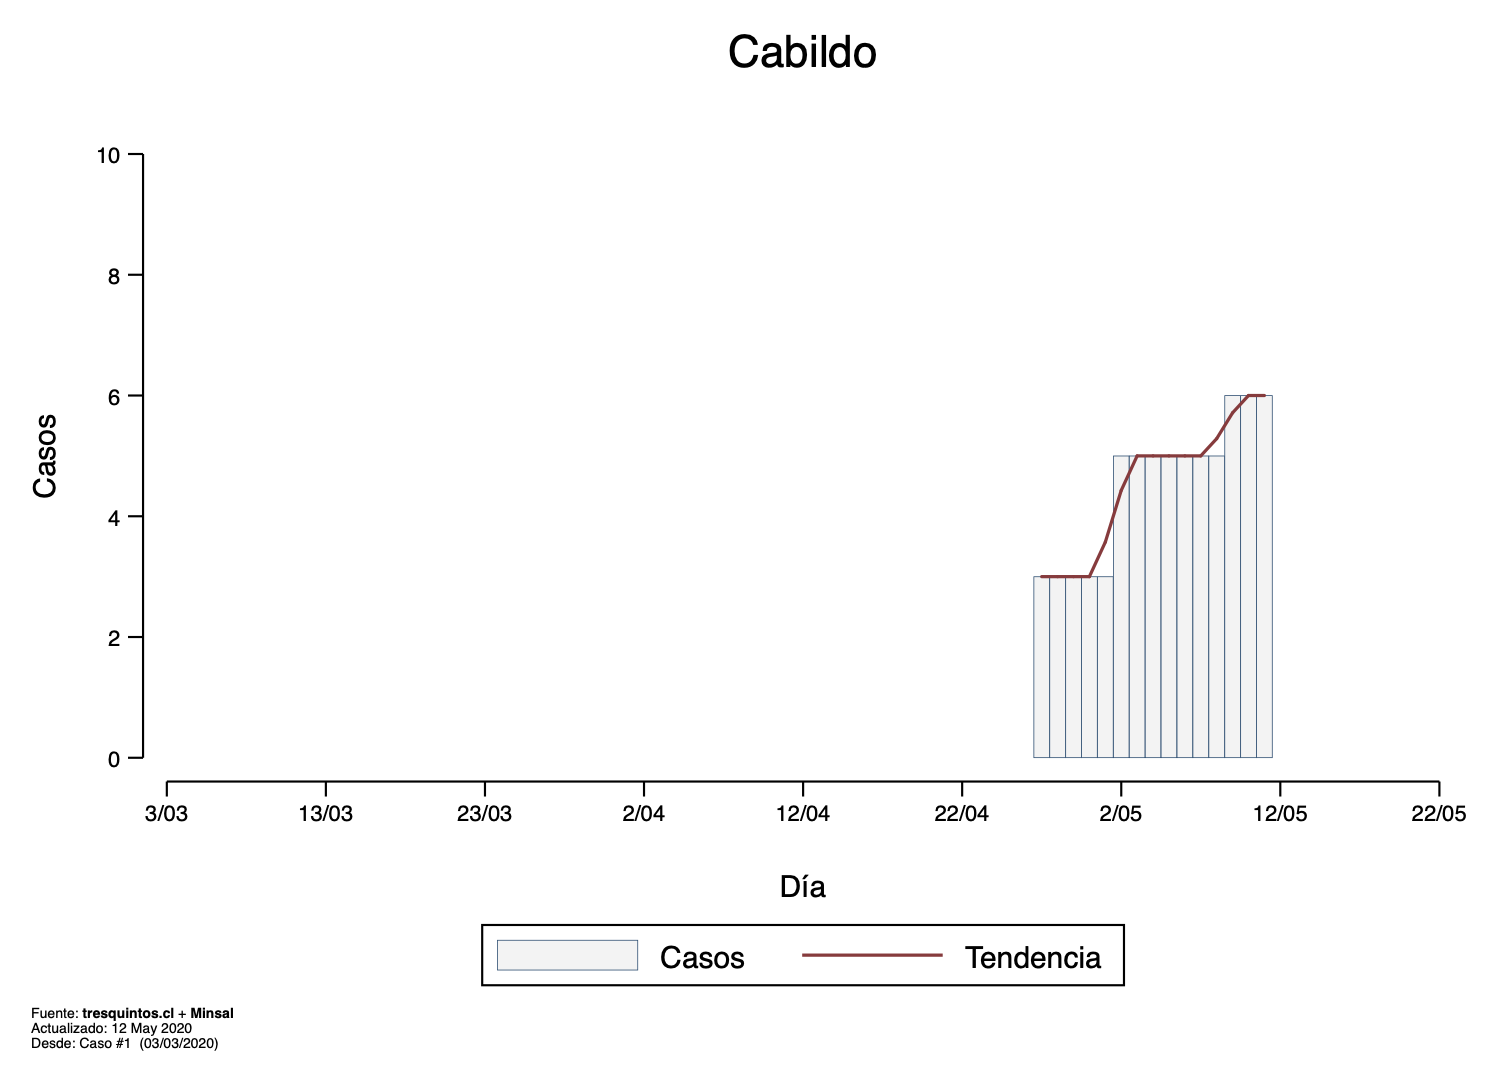 Cabildo
10
8
6
4
2
0
Casos
3/03 13/03 23/03 2/04 12/04 22/04 2/05 12/05 22/05
Día
Casos Tendencia
Fuente: tresquintos.cl + Minsal
Actualizado: 12 May 2020
Desde: Caso #1 (03/03/2020)